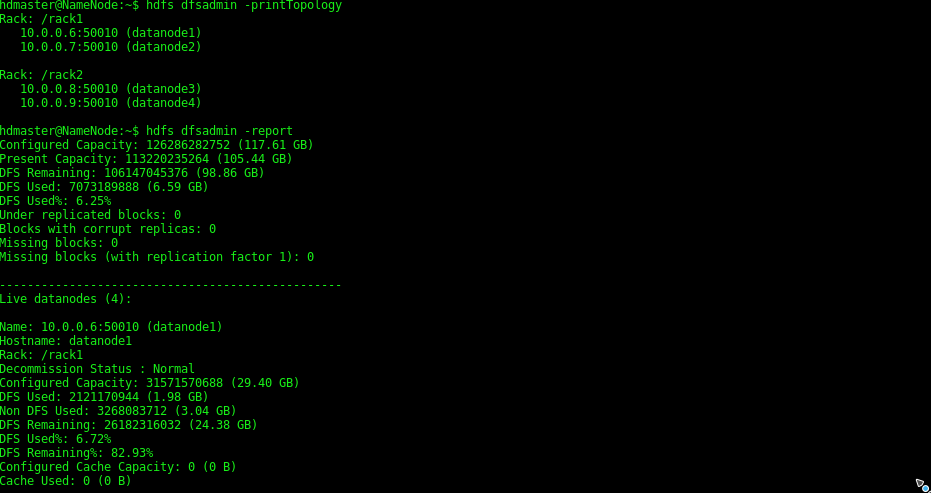 hdmaster@NameNode:~$ hdfs dfsadmin -printTopology
Rack: /rack1
   10.0.0.6:50010 (datanode1)
   10.0.0.7:50010 (datanode2)

Rack: /rack2
   10.0.0.8:50010 (datanode3)
   10.0.0.9:50010 (datanode4)

hdmaster@NameNode:~$ hdfs dfsadmin -report
Configured Capacity: 126286282752 (117.61 GB)
Present Capacity: 113220235264 (105.44 GB)
DFS Remaining: 106147045376 (98.86 GB)
DFS Used: 7073189888 (6.59 GB)
DFS Used%: 6.25%
Under replicated blocks: 0
Blocks with corrupt replicas: 0
Missing blocks: 0
Missing blocks (with replication factor 1): 0

-------------------------------------------------
Live datanodes (4):

Name: 10.0.0.6:50010 (datanode1)
Hostname: datanode1
Rack: /rack1
Decommission Status : Normal
Configured Capacity: 31571570688 (29.40 GB)
DFS Used: 2121170944 (1.98 GB)
Non DFS Used: 3268083712 (3.04 GB)
DFS Remaining: 26182316032 (24.38 GB)
DFS Used%: 6.72%
DFS Remaining%: 82.93%
Configured Cache Capacity: 0 (0 B)
Cache Used: 0 (0 B)